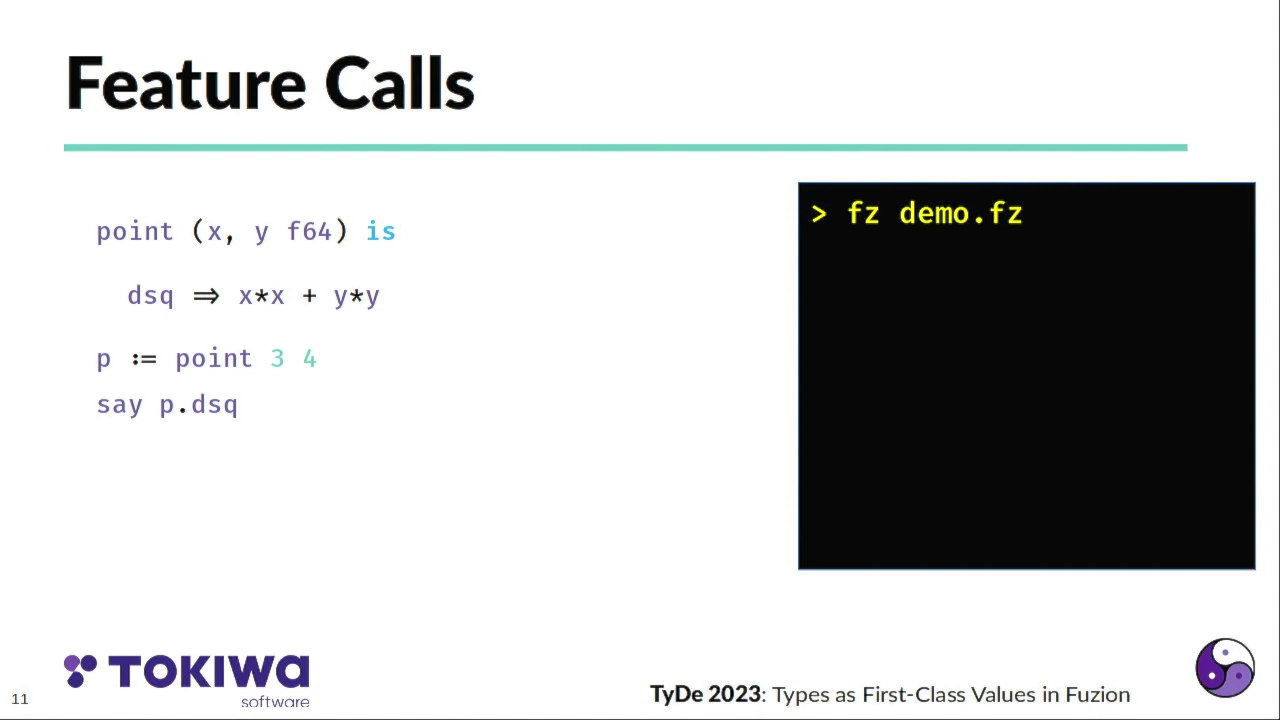 Feature Calls
point (x, y f64) is
dsq ⇒ x*x + y*y
p := point 3 4
say p.dsq
> fz demo.fz
11
TOKIWA
software
TyDe 2023: Types as First-Class Values in Fuzion